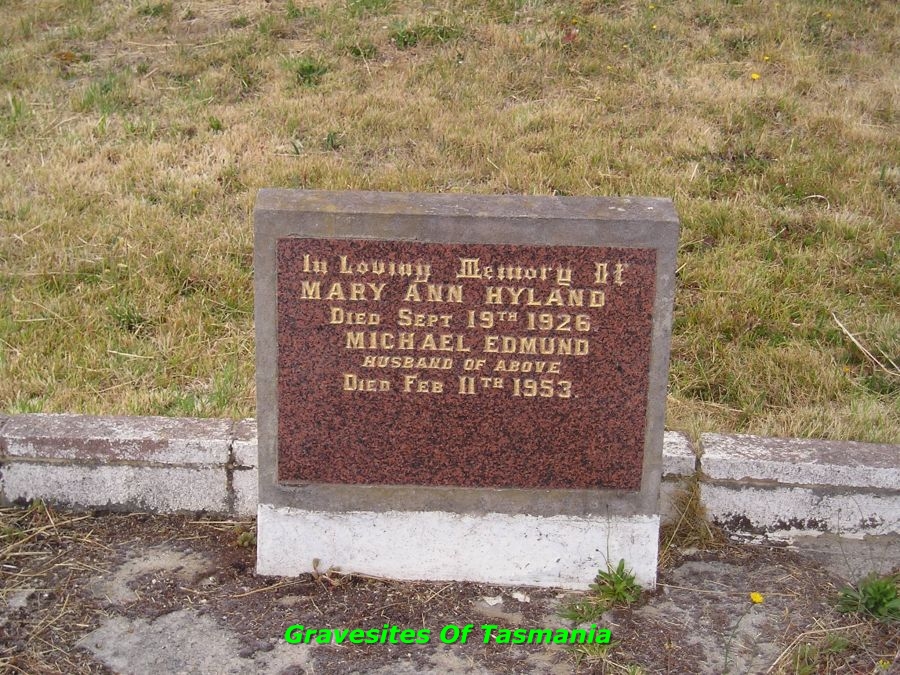 In Loving Memory Of
MARY ANN HYLAND
DIED SEPT 19TH 1926
MICHAEL EDMUND
HUSBAND OF ABOVE
DIED FEB 11TH 1953.
Gravesites Of Tasmania